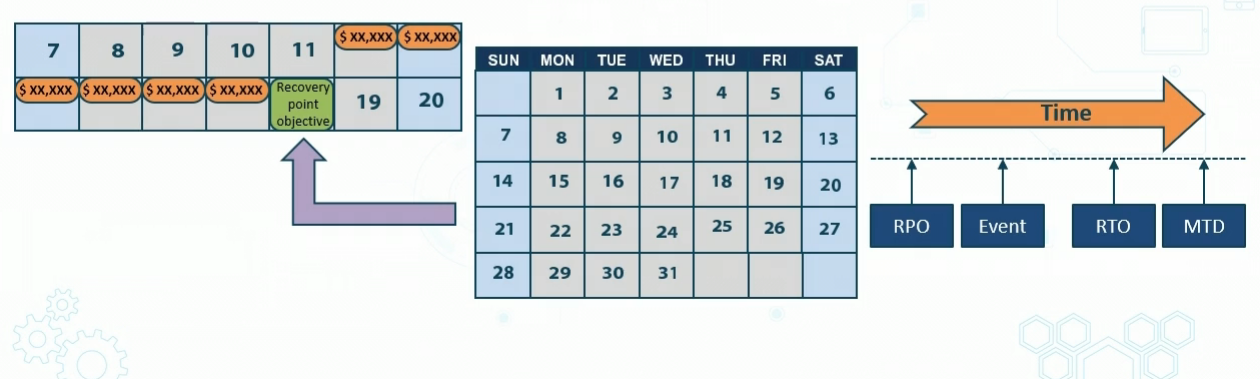 7 8 9 10 11 $ XX,XXX $ XX,XXX
$ XX,XXX $ XX,XXX $ XX,XXX $ XX,XXX Recovery point objective 19 20
SUN MON TUE WED THU FRI SAT
1 2 3 4 5 6
7 8 9 10 11 12 13
14 15 16 17 18 19 20
21 22 23 24 25 26 27
28 29 30 31
Time
RPO Event RTO MTD